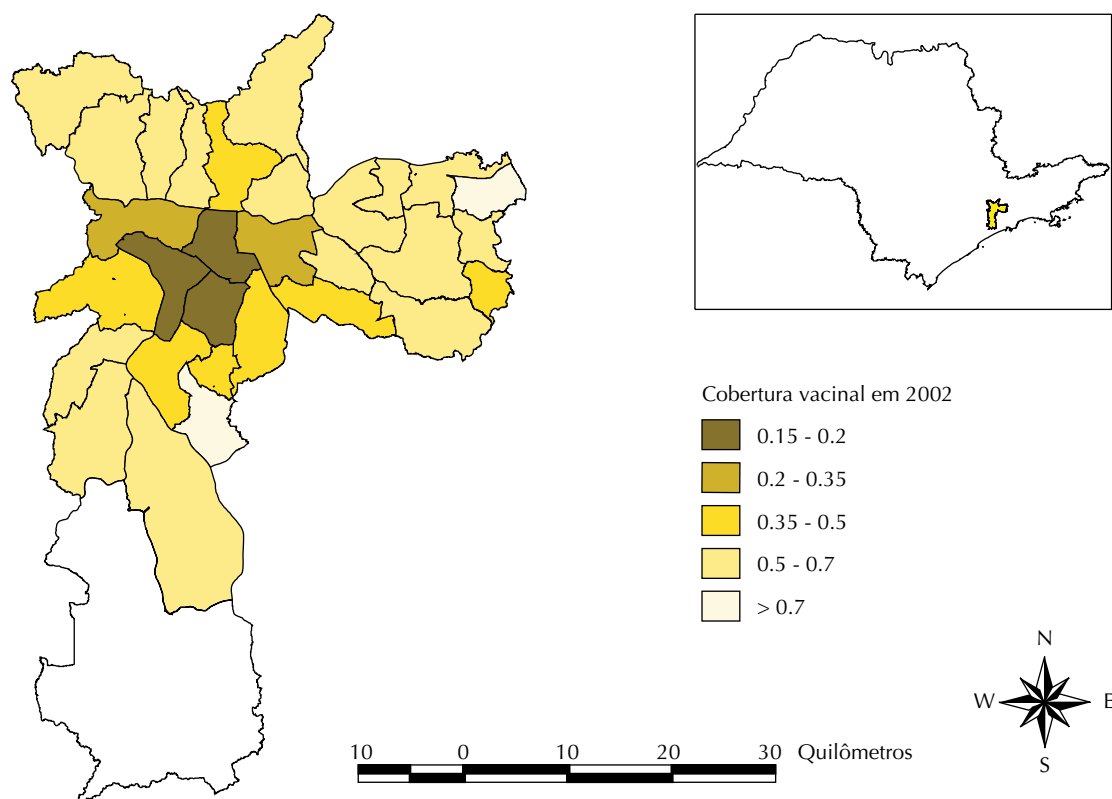 Cobertura vacinal em 2002
0.15 - 0.2
0.2 - 0.35
0.35 - 0.5
0.5 - 0.7
> 0.7
N
W E
S
10 0 10 20 30 Quilômetros